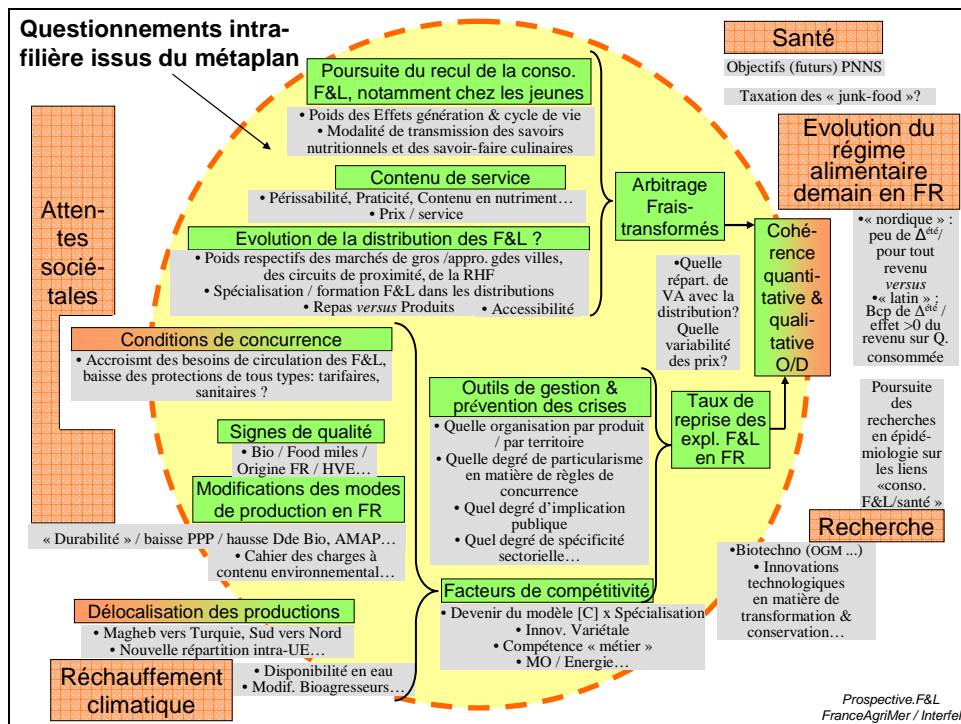 Questionnements intra-
filière issus du métaplan
Santé
Objectifs (futurs) PNNS
Taxation des « junk-food »?
Poursuite du recul de la conso.
F&L, notamment chez les jeunes
• Poids des Effets génération & cycle de vie
• Modalité de transmission des savoirs
nutritionnels et des savoir-faire culinaires
Contenu de service
• Périssabilité, Praticité, Contenu en nutriment…
• Prix / service
Evolution de la distribution des F&L ?
• Poids respectifs des marchés de gros /appro. gdes villes,
des circuits de proximité, de la RHF
• Spécialisation / formation F&L dans les distributions
• Repas versus Produits
• Accessibilité
Arbitrage
Frais-
transformés
Evolution du
régime
alimentaire
demain en FR
•« nordique » :
peu de Δété/
pour tout
revenu
versus
•« latin » :
Bcp de Δété /
effet >0 du
revenu sur Q.
consommée
Cohé-
rence
quanti-
tative &
quali-
tative
O/D
•Quelle
répart. de
VA avec la
distribution?
Quelle
variabilité
des prix?
Atten-
tes
socié-
tales
Conditions de concurrence
• Accroismt des besoins de circulation des F&L,
baisse des protections de tous types: tarifaires,
sanitaires ?
Signes de qualité
• Bio / Food miles /
Origine FR / HVE…
Modifications des modes
de production en FR
« Durabilité » / baisse PPP / hausse Dde Bio, AMAP…
• Cahier des charges à
contenu environnemental…
Outils de gestion &
prévention des crises
• Quelle organisation par produit
/ par territoire
• Quelle degré de particularisme
en matière de règles de
concurrence
• Quel degré d’implication
publique
• Quel degré de spécificité
sectorielle…
Taux de
reprise des
expl. F&L
en FR
Poursuite
des
recherches
en épidé-
miologie sur
les liens
«conso.
F&L/santé »
Recherche
•Biotechno (OGM ...)
• Innovations
technologiques
en matière de
transformation &
conservation…
Délocalisation des productions
• Magheb vers Turquie, Sud vers Nord
• Nouvelle répartition intra-UE…
Facteurs de compétitivité
• Devenir du modèle [C] x Spécialisation
• Innov. Variétale
• Compétence « métier »
• MO / Energie…
Réchauffement
climatique
• Disponibilité en eau
• Modif. Bioagresseurs…
Prospective.F&L
FranceAgriMer / Interfel